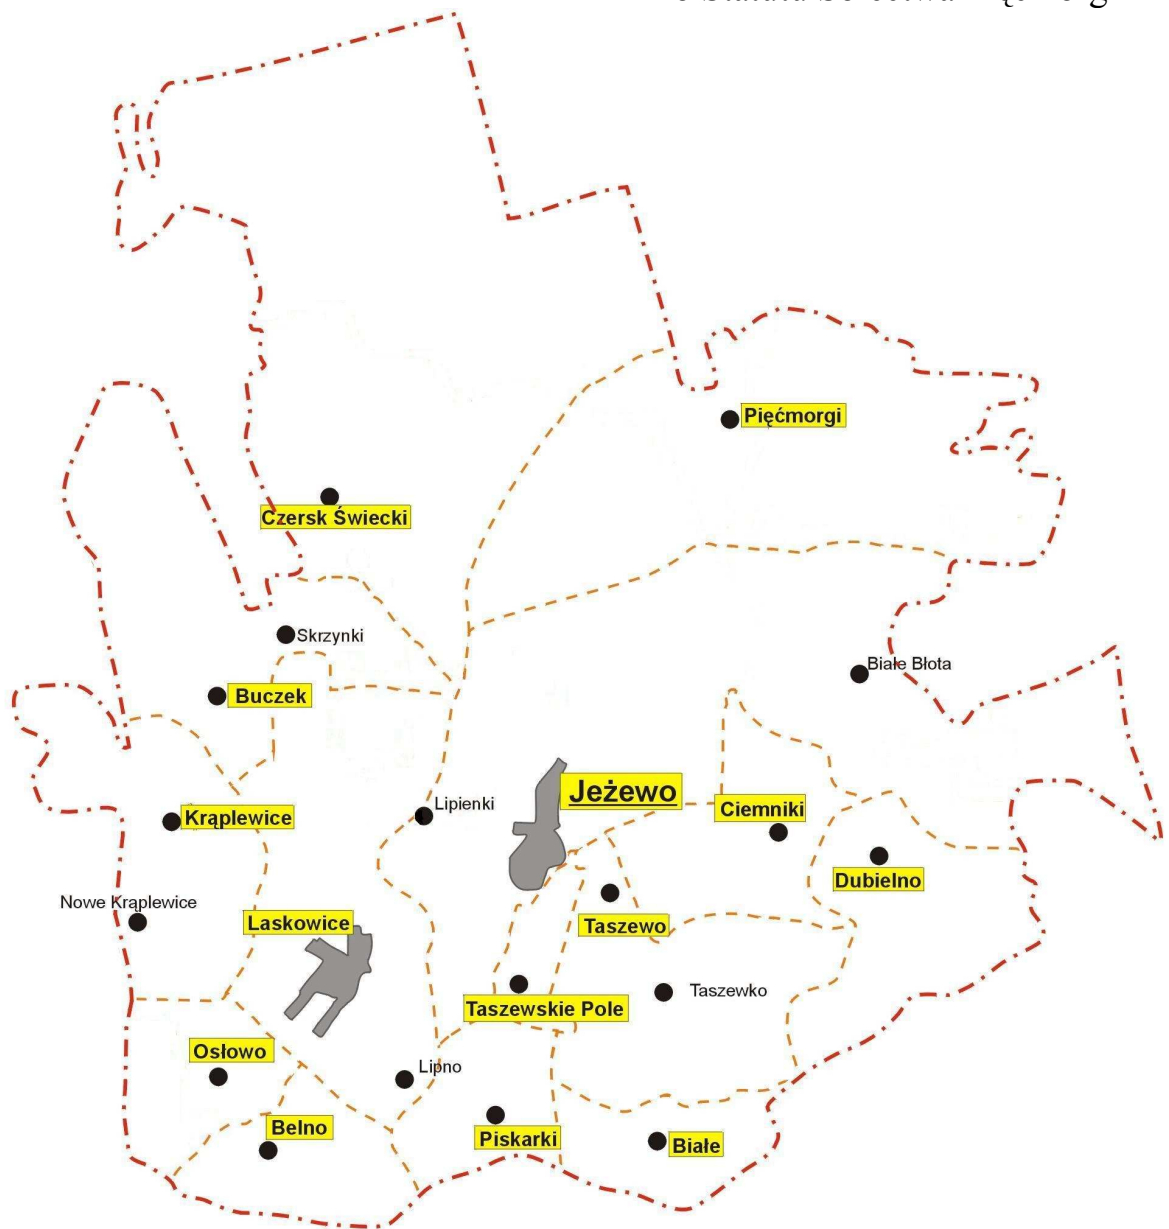 Pięćmorgi
Czersk Świecki
Skrzynki
Białe Błota
Buczek
Jeżewo
Lipienki
Ciemniki
Krąplewice
Dubielno
Nowe Krąplewice
Laskowice
Taszewo
Taszewko
Taszewskie Pole
Osłowo
Lipno
Belno
Piskarki
Białe